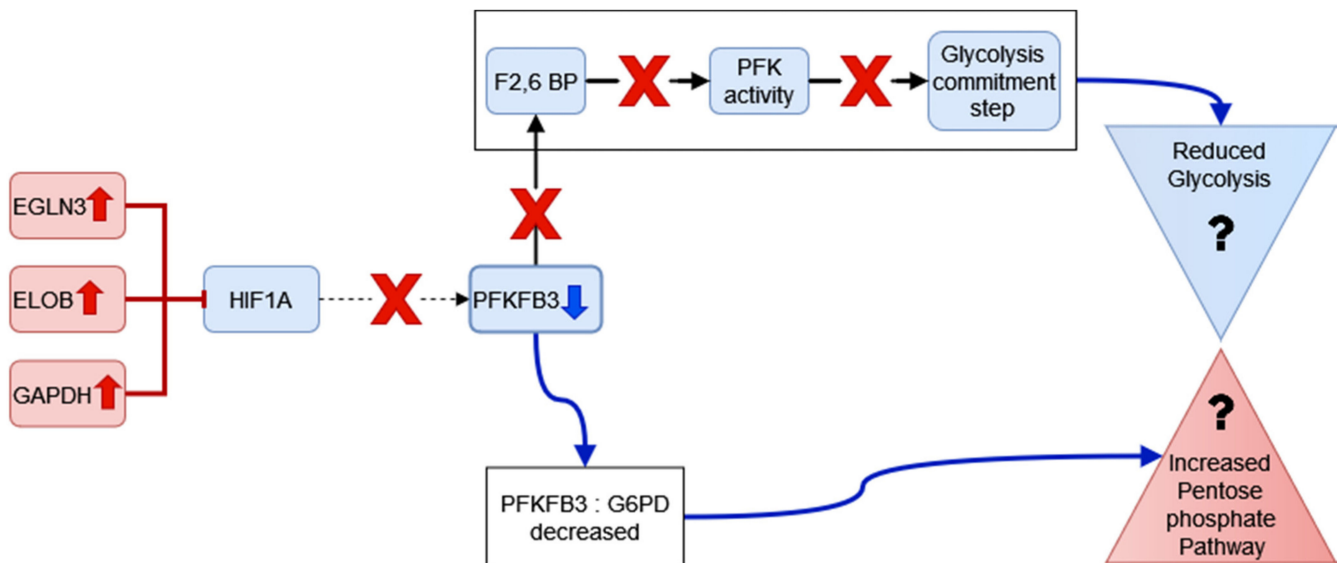 F2,6 BP
PFK
activity
Glycolysis
commitment
step
Reduced
Glycolysis
?
EGLN3
ELOB
GAPDH
HIF1A
PFKFB3
PFKFB3 : G6PD
decreased
?
Increased
Pentose
phosphate
Pathway